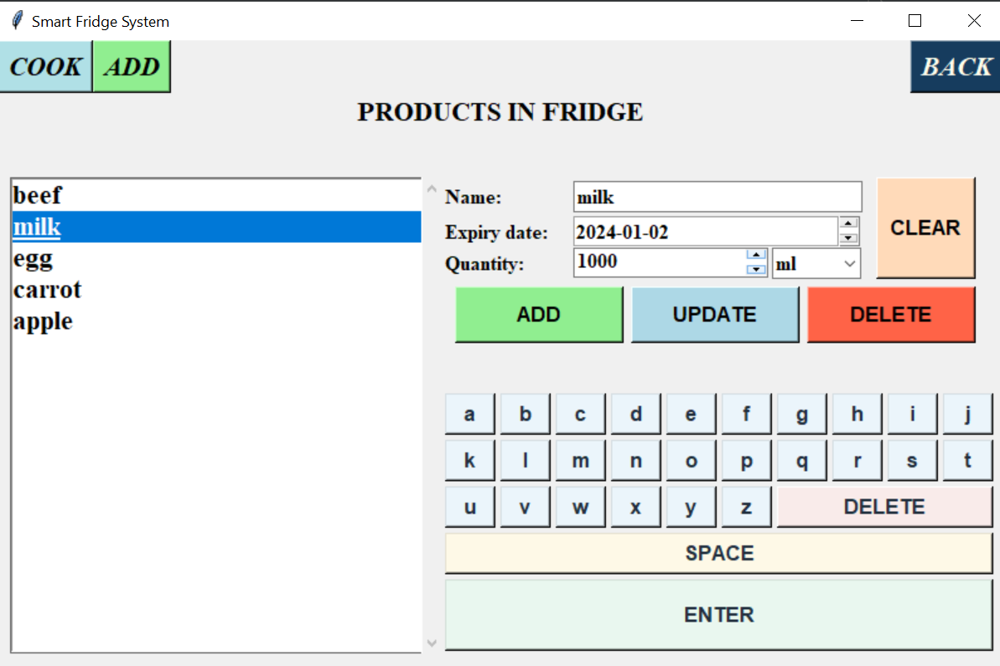 Smart Fridge System
COOK ADD BACK
PRODUCTS IN FRIDGE
beef
milk
egg
carrot
apple
Name: milk
Expiry date: 2024-01-02
Quantity: 1000 ml
CLEAR
ADD UPDATE DELETE
a b c d e f g h i j
k l m n o p q r s t
u v w x y z DELETE
SPACE
ENTER